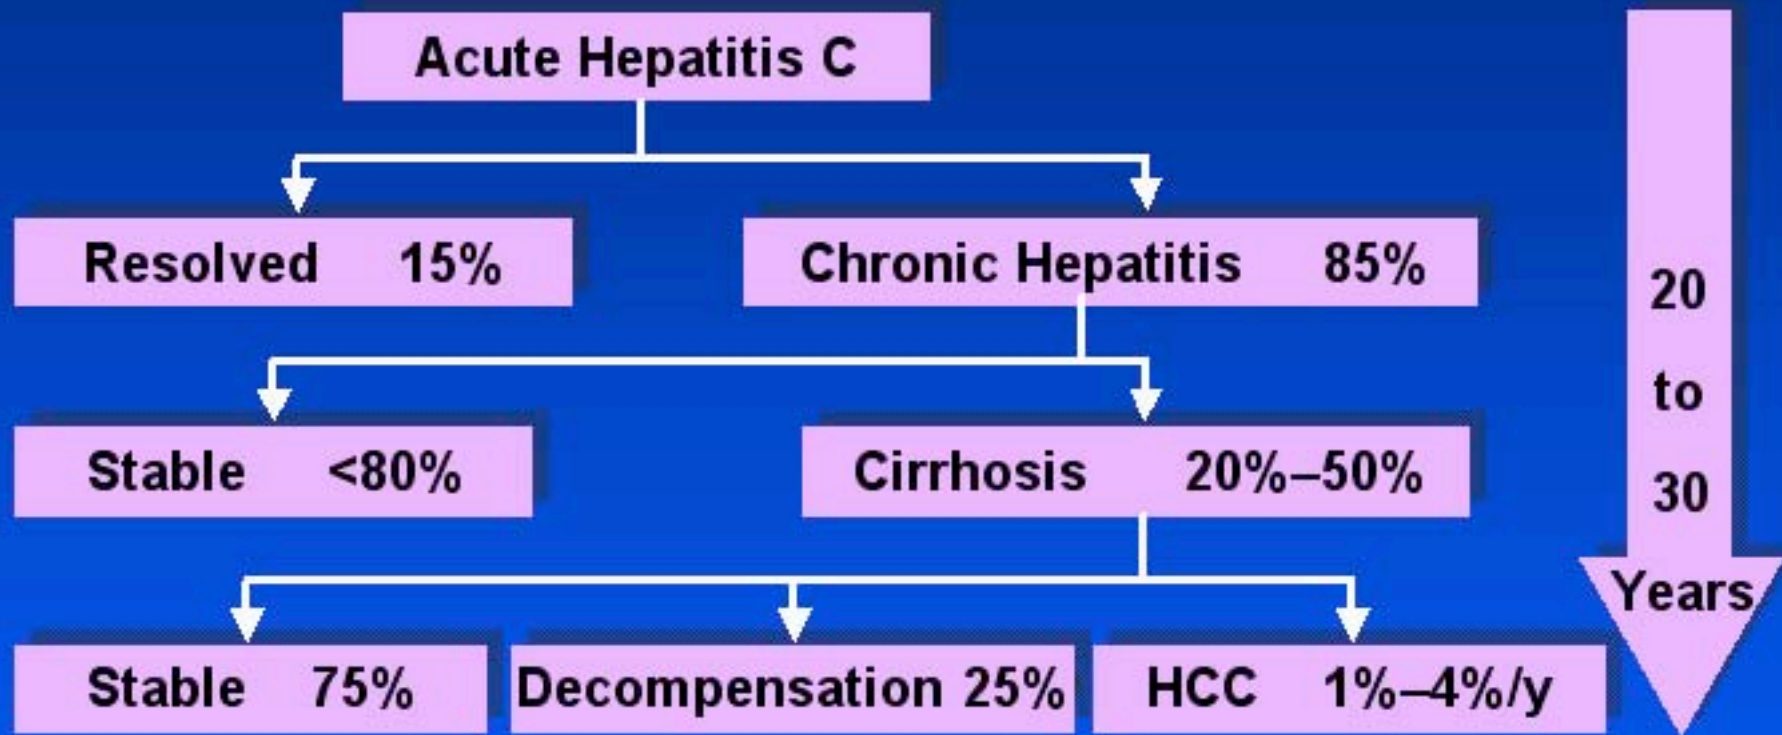 Acute Hepatitis C
Resolved 15%
Chronic Hepatitis 85%
Stable <80%
Cirrhosis 20%–50%
Stable 75%
Decompensation 25%
HCC 1%–4%/y
20
to
30
Years